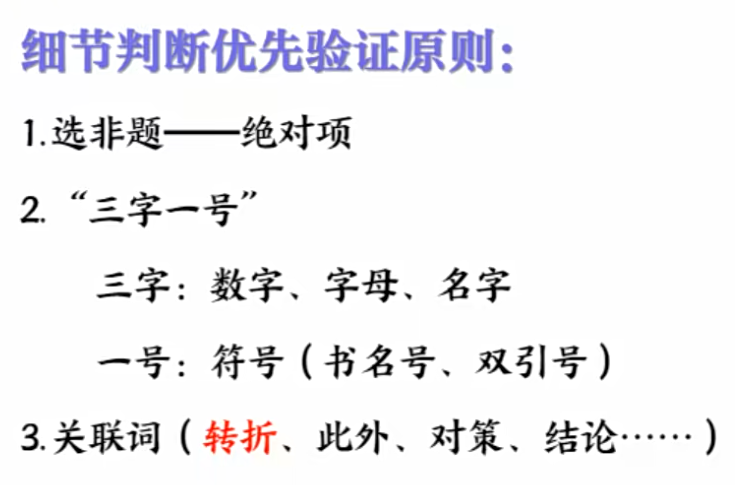 细节判断优先验证原则：
1.选非题——绝对项
2.“三字一号”
三字：数字、字母、名字
一号：符号（书名号、双引号）
3.关联词（转折、此外、对策、结论……）